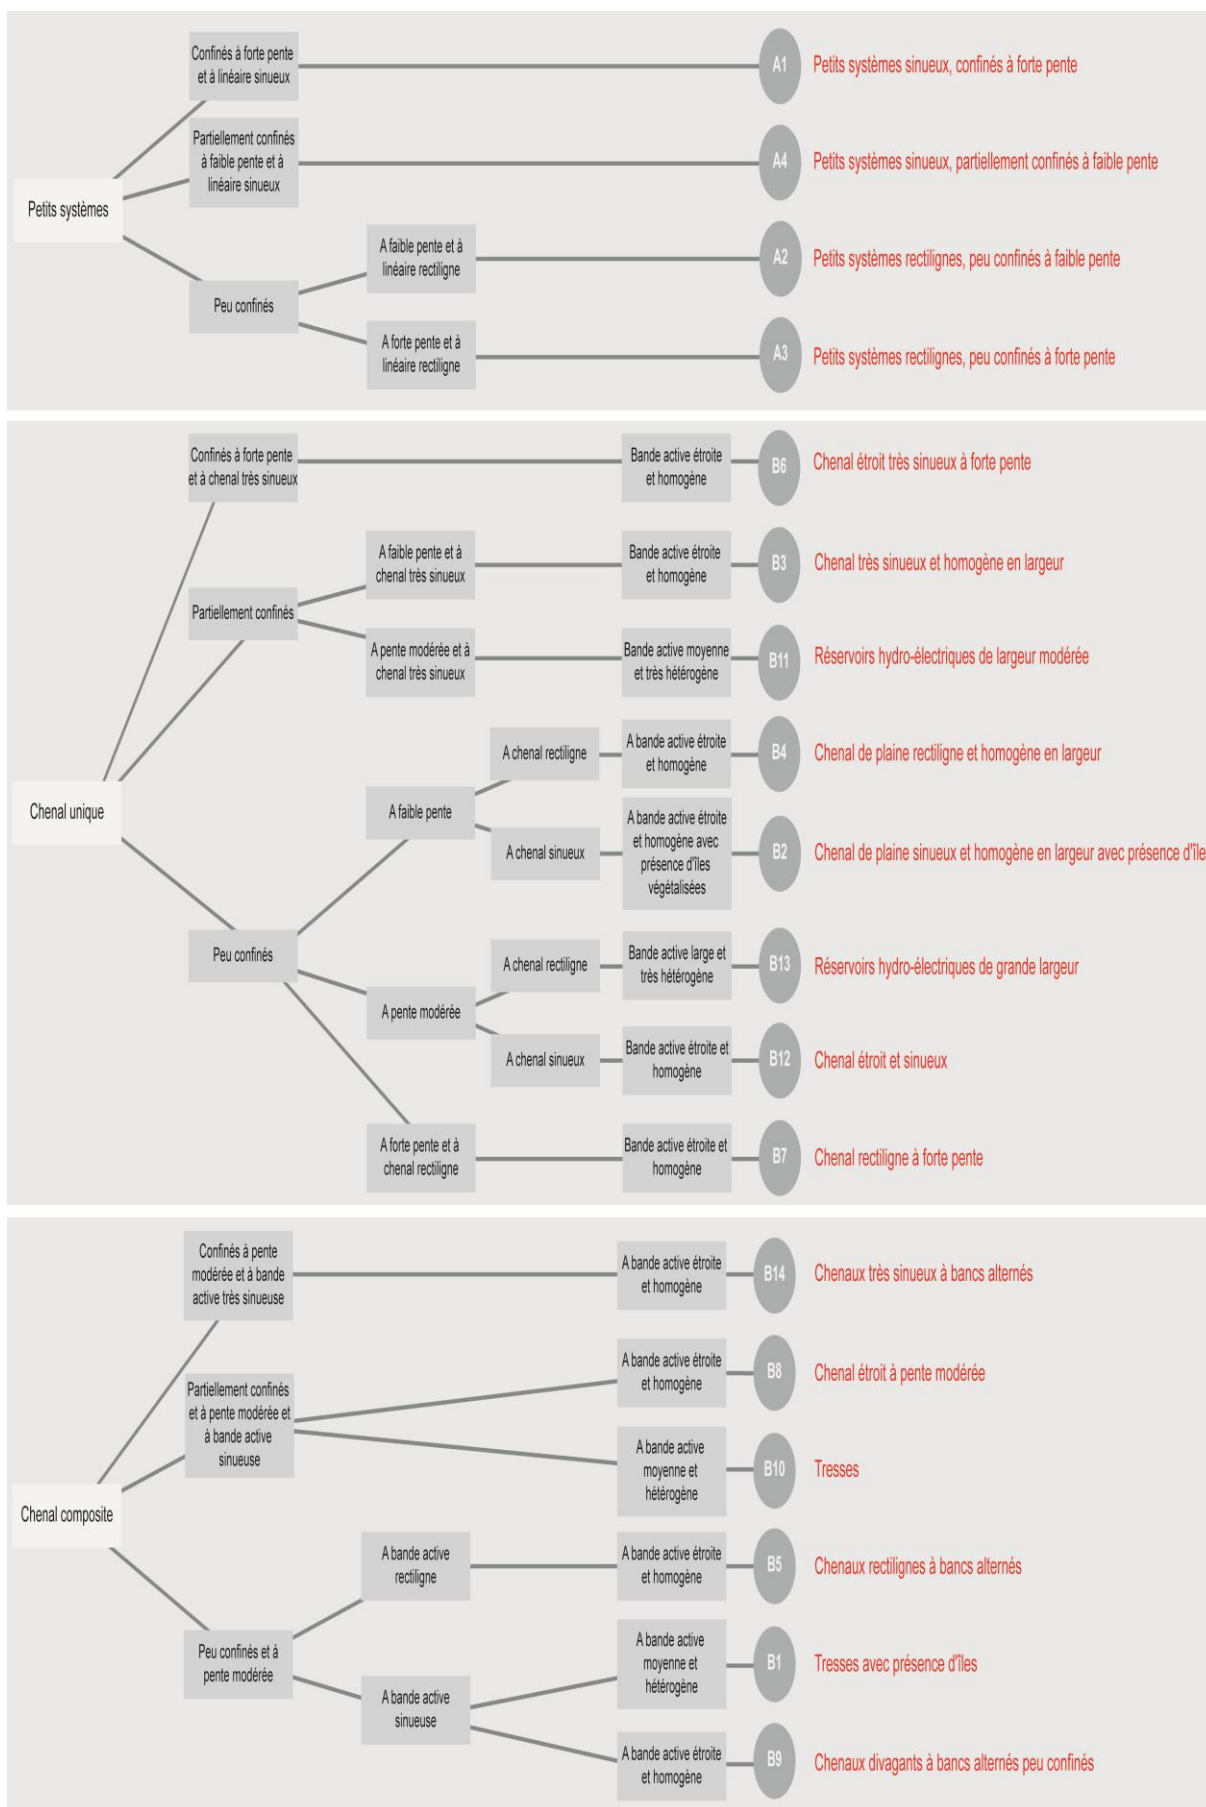 Confinés à forte pente
et à linéaire sinueux
A1
Petits systèmes sinueux, confinés à forte pente
Partiellement confinés
à faible pente et à
linéaire sinueux
A4
Petits systèmes sinueux, partiellement confinés à faible pente
Petits systèmes
A faible pente et à
linéaire rectiligne
A2
Petits systèmes rectilignes, peu confinés à faible pente
Peu confinés
A forte pente et à
linéaire rectiligne
A3
Petits systèmes rectilignes, peu confinés à forte pente
Confinés à forte pente
et à chenal très sinueux
Bande active étroite
et homogène
B6
Chenal étroit très sinueux à forte pente
A faible pente et à
chenal très sinueux
Bande active étroite
et homogène
B3
Chenal très sinueux et homogène en largeur
Partiellement confinés
A pente modérée et à
chenal très sinueux
Bande active moyenne
et très hétérogène
B11
Réservoirs hydro-électriques de largeur modérée
A chenal rectiligne
A bande active étroite
et homogène
B4
Chenal de plaine rectiligne et homogène en largeur
Chenal unique
A faible pente
A chenal sinueux
A bande active étroite
et homogène avec
présence d'îles
végétalisées
B2
Chenal de plaine sinueux et homogène en largeur avec présence d'île
Peu confinés
A chenal rectiligne
Bande active large et
très hétérogène
B13
Réservoirs hydro-électriques de grande largeur
A pente modérée
A chenal sinueux
Bande active étroite et
homogène
B12
Chenal étroit et sinueux
A forte pente et à
chenal rectiligne
Bande active étroite et
homogène
B7
Chenal rectiligne à forte pente
Confinés à pente
modérée et à bande
active très sinueuse
A bande active étroite
et homogène
B14
Chenaux très sinueux à bancs alternés
Partiellement confinés
et à pente modérée et
à bande active
sinueuse
A bande active étroite
et homogène
B8
Chenal étroit à pente modérée
A bande active
moyenne et
hétérogène
B10
Tresses
Chenal composite
A bande active
rectiligne
A bande active étroite
et homogène
B5
Chenaux rectilignes à bancs alternés
Peu confinés et à
pente modérée
A bande active
sinueuse
A bande active
moyenne et
hétérogène
B1
Tresses avec présence d'îles
A bande active étroite
et homogène
B9
Chenaux divagants à bancs alternés peu confinés